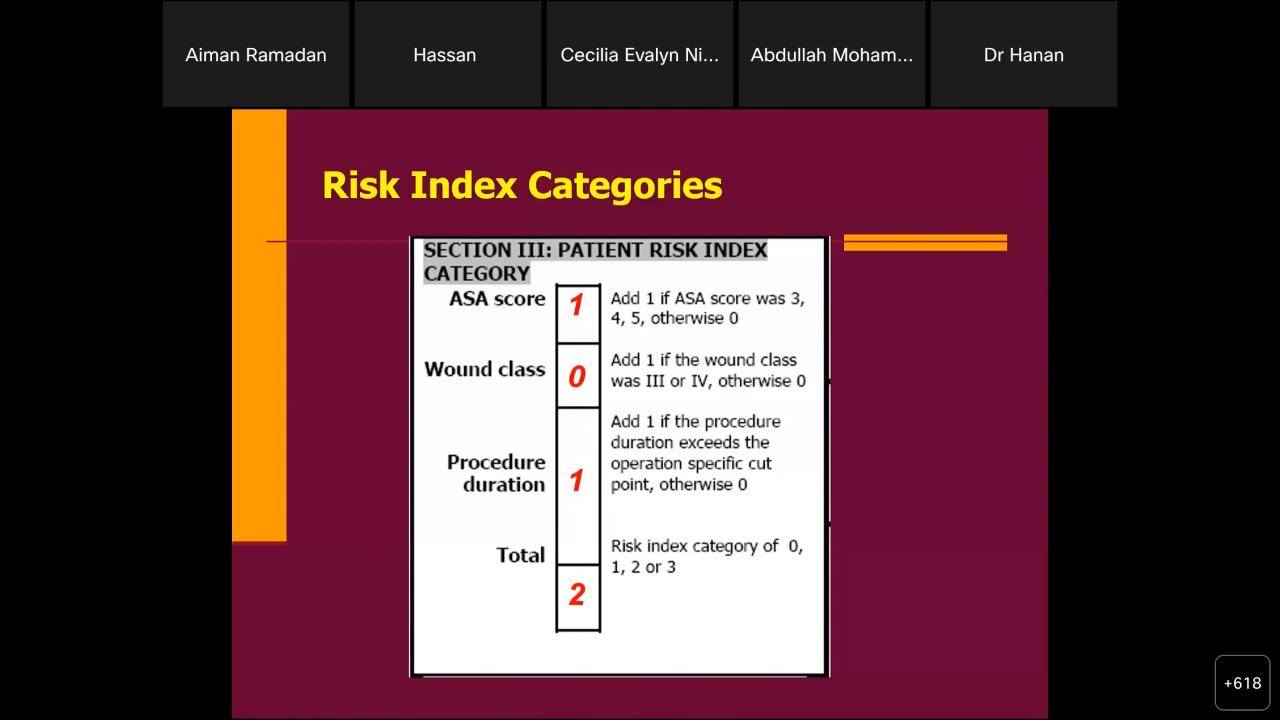 Aiman Ramadan
Hassan
Cecilia Evalyn Ni...
Abdullah Moham...
Dr Hanan
Risk Index Categories
SECTION III: PATIENT RISK INDEX
CATEGORY
ASA score
1
Add 1 if ASA score was 3,
4, 5, otherwise 0
Wound class
0
Add 1 if the wound class
was III or IV, otherwise 0
Procedure
duration
1
Add 1 if the procedure
duration exceeds the
operation specific cut
point, otherwise 0
Total
2
Risk index category of 0,
1, 2 or 3
+618